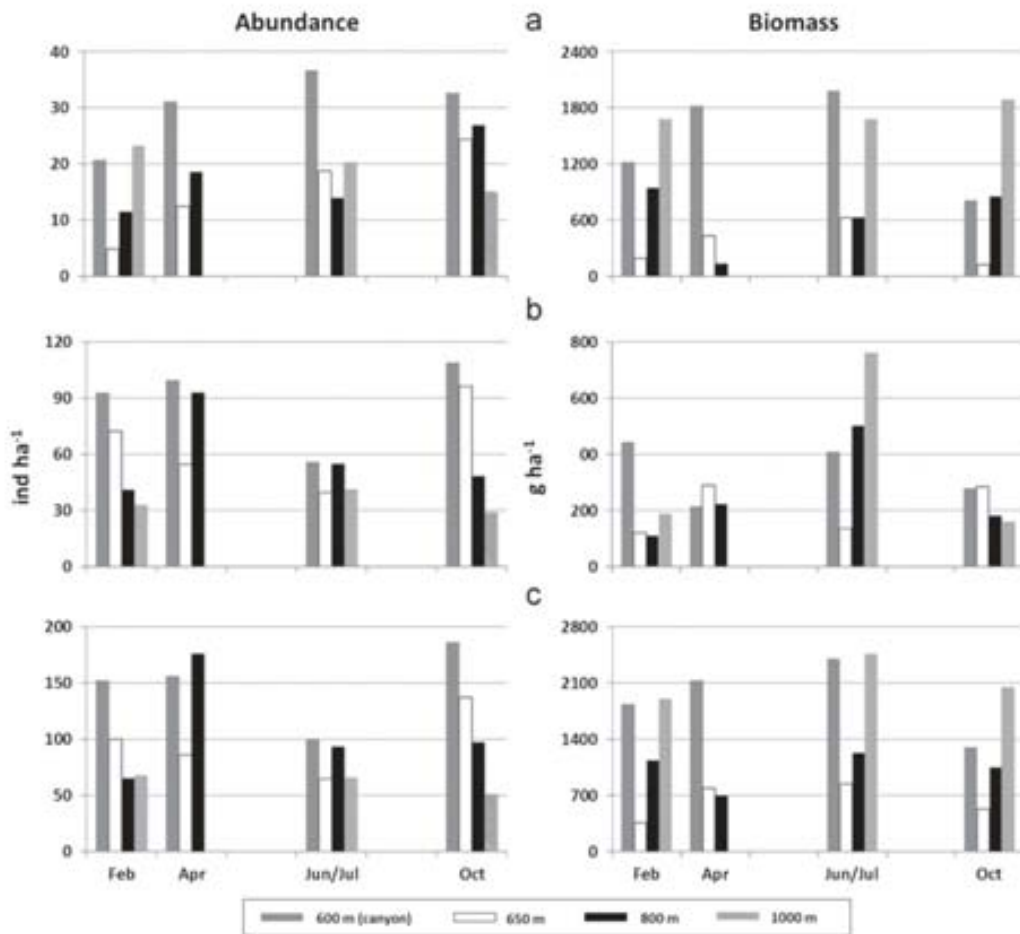 Abundance a Biomass
40 2400
30 1800
20 1200
10 600
0 0
b
120 800
90 600
60 00
30 200
0 0
ind ha-1 g ha-1
c
200 2800
150 2100
100 1400
50 700
0 0
Feb Apr Jun/Jul Oct Feb Apr Jun/Jul Oct
600 m (canyon) 650 m 800 m 1000 m